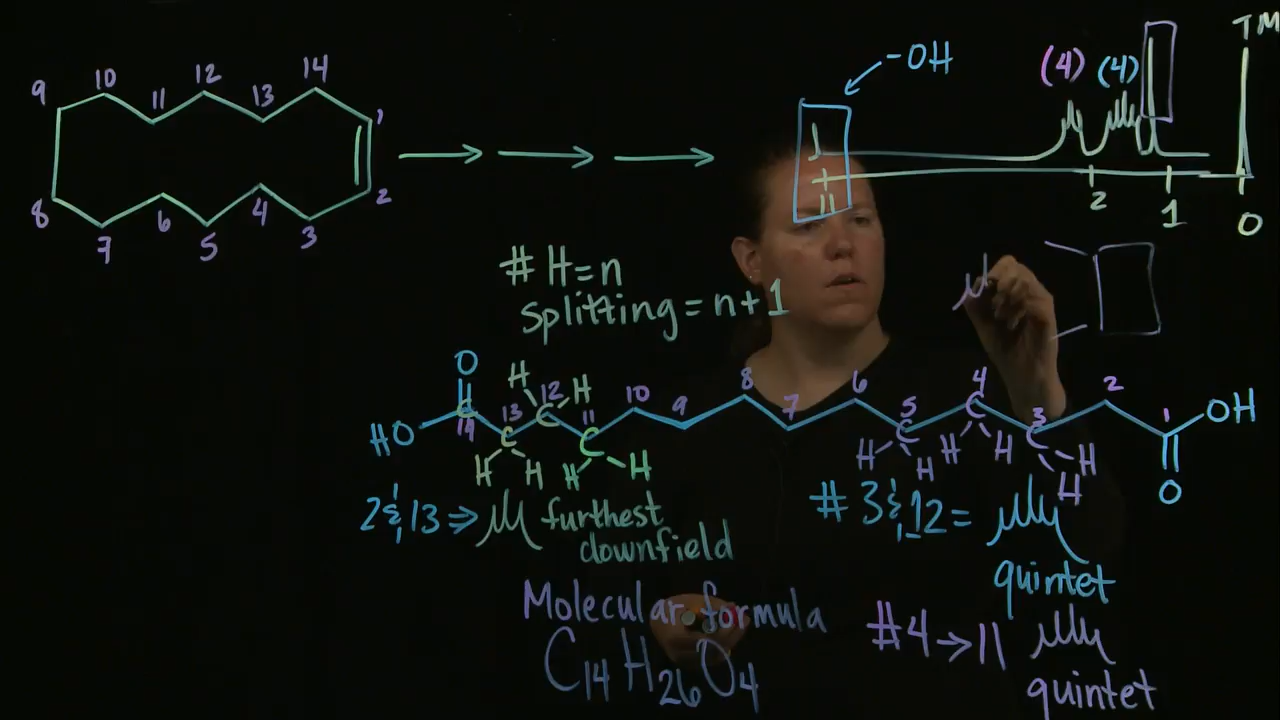 9 10 11 12 13 14 1
8 7 6 5 4 3 2
-OH
(4) (4)
TM
11 2 1 0
# H = n
splitting = n + 1
O
HO 14 13 12 11 10 9 8 7 6 5 4 3 2 1 OH
C C C C C C C
H H H H H H
H H H H H H
O
2 & 13 ⇒ furthest
downfield
# 3 & 12 =
quintet
Molecular formula
C14H26O4
#4 → 11
quintet